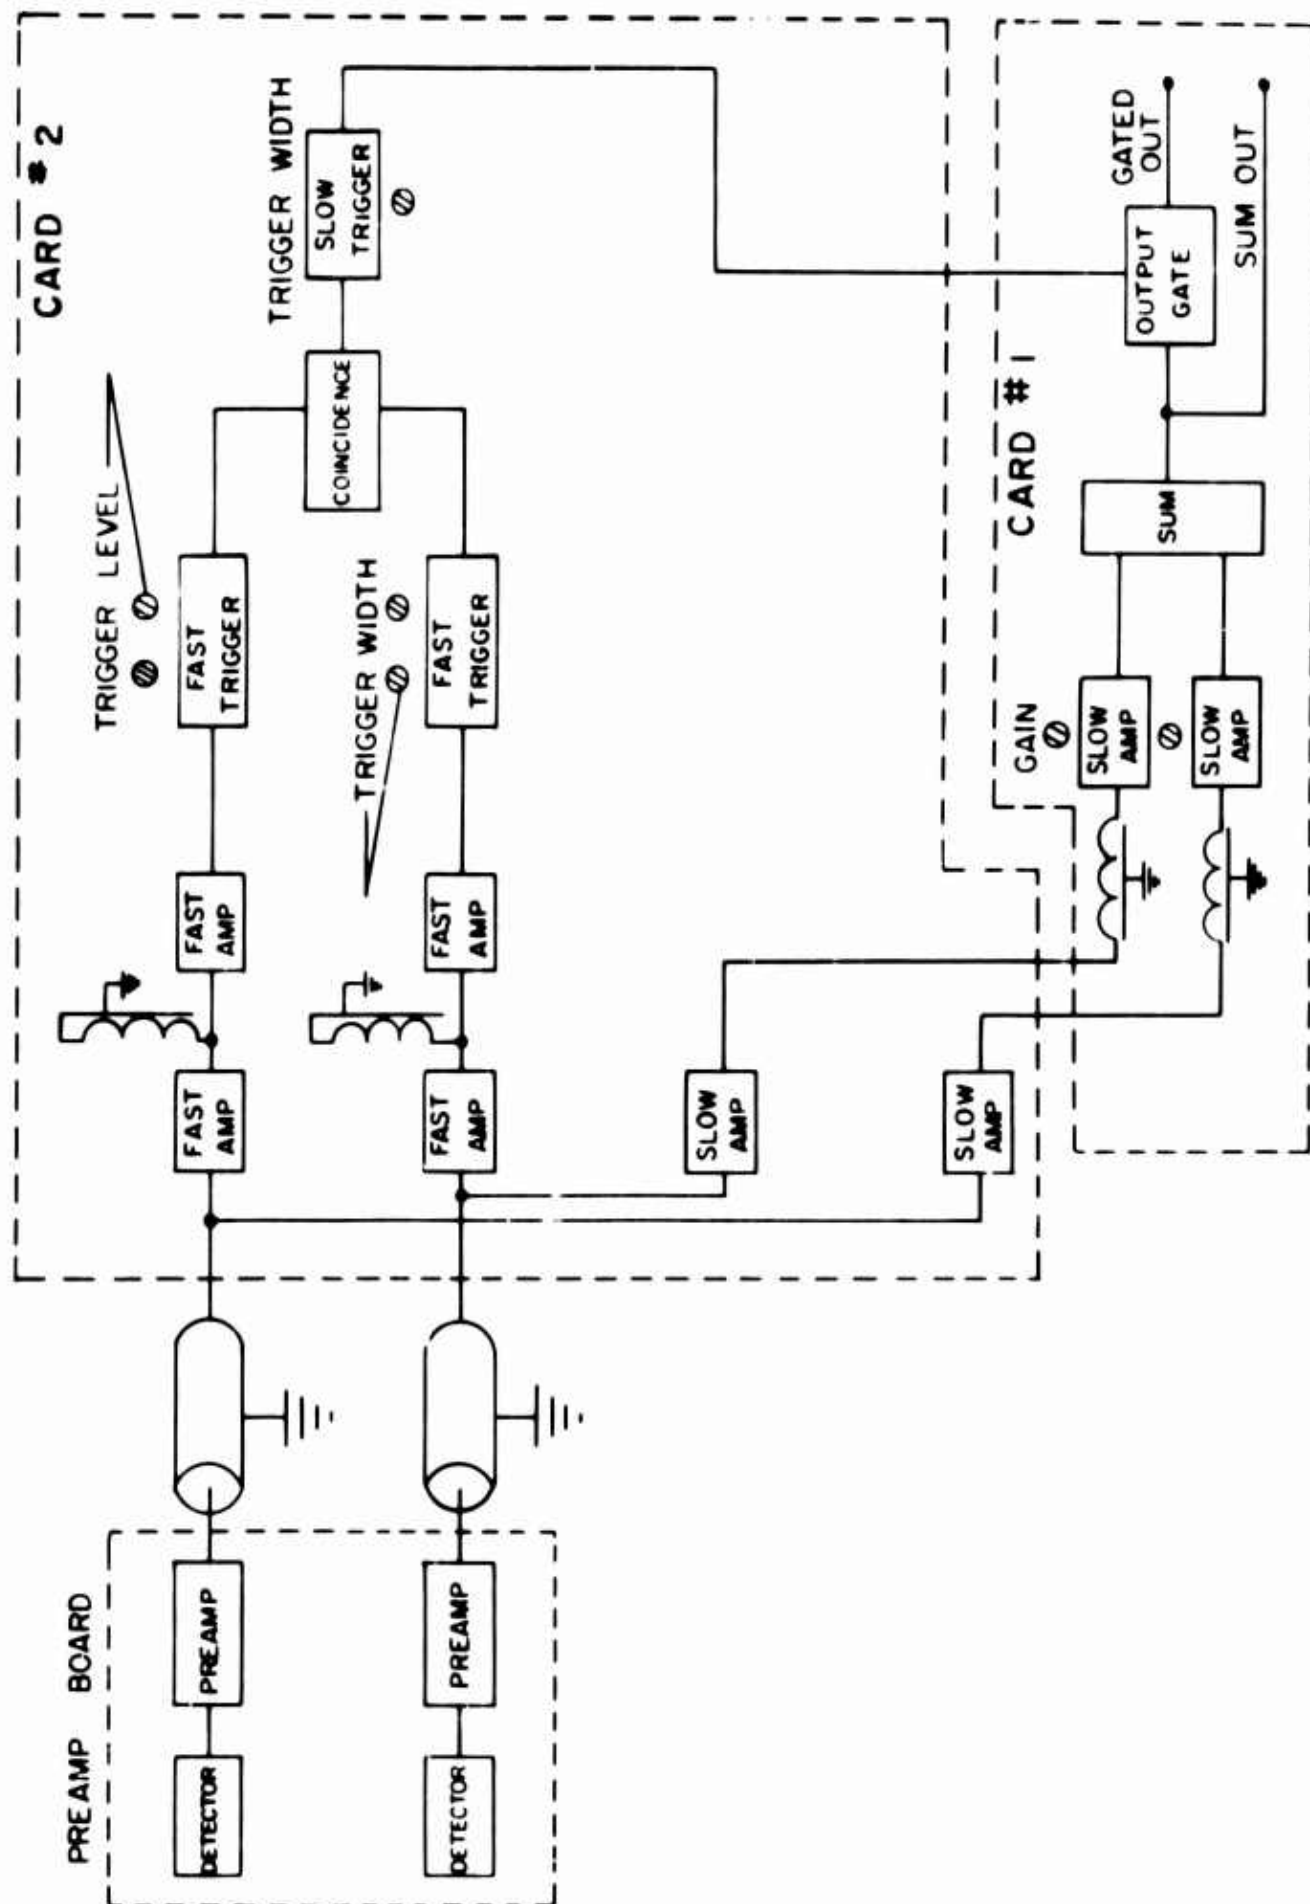 PREAMP BOARD
DETECTOR
PREAMP
DETECTOR
PREAMP
CARD # 2
FAST
AMP
FAST
AMP
TRIGGER LEVEL
FAST
TRIGGER
FAST
AMP
FAST
AMP
TRIGGER WIDTH
FAST
TRIGGER
COINCIDENCE
TRIGGER WIDTH
SLOW
TRIGGER
SLOW
AMP
SLOW
AMP
CARD # 1
GAIN
SLOW
AMP
SLOW
AMP
SUM
OUTPUT
GATE
GATED
OUT
SUM OUT